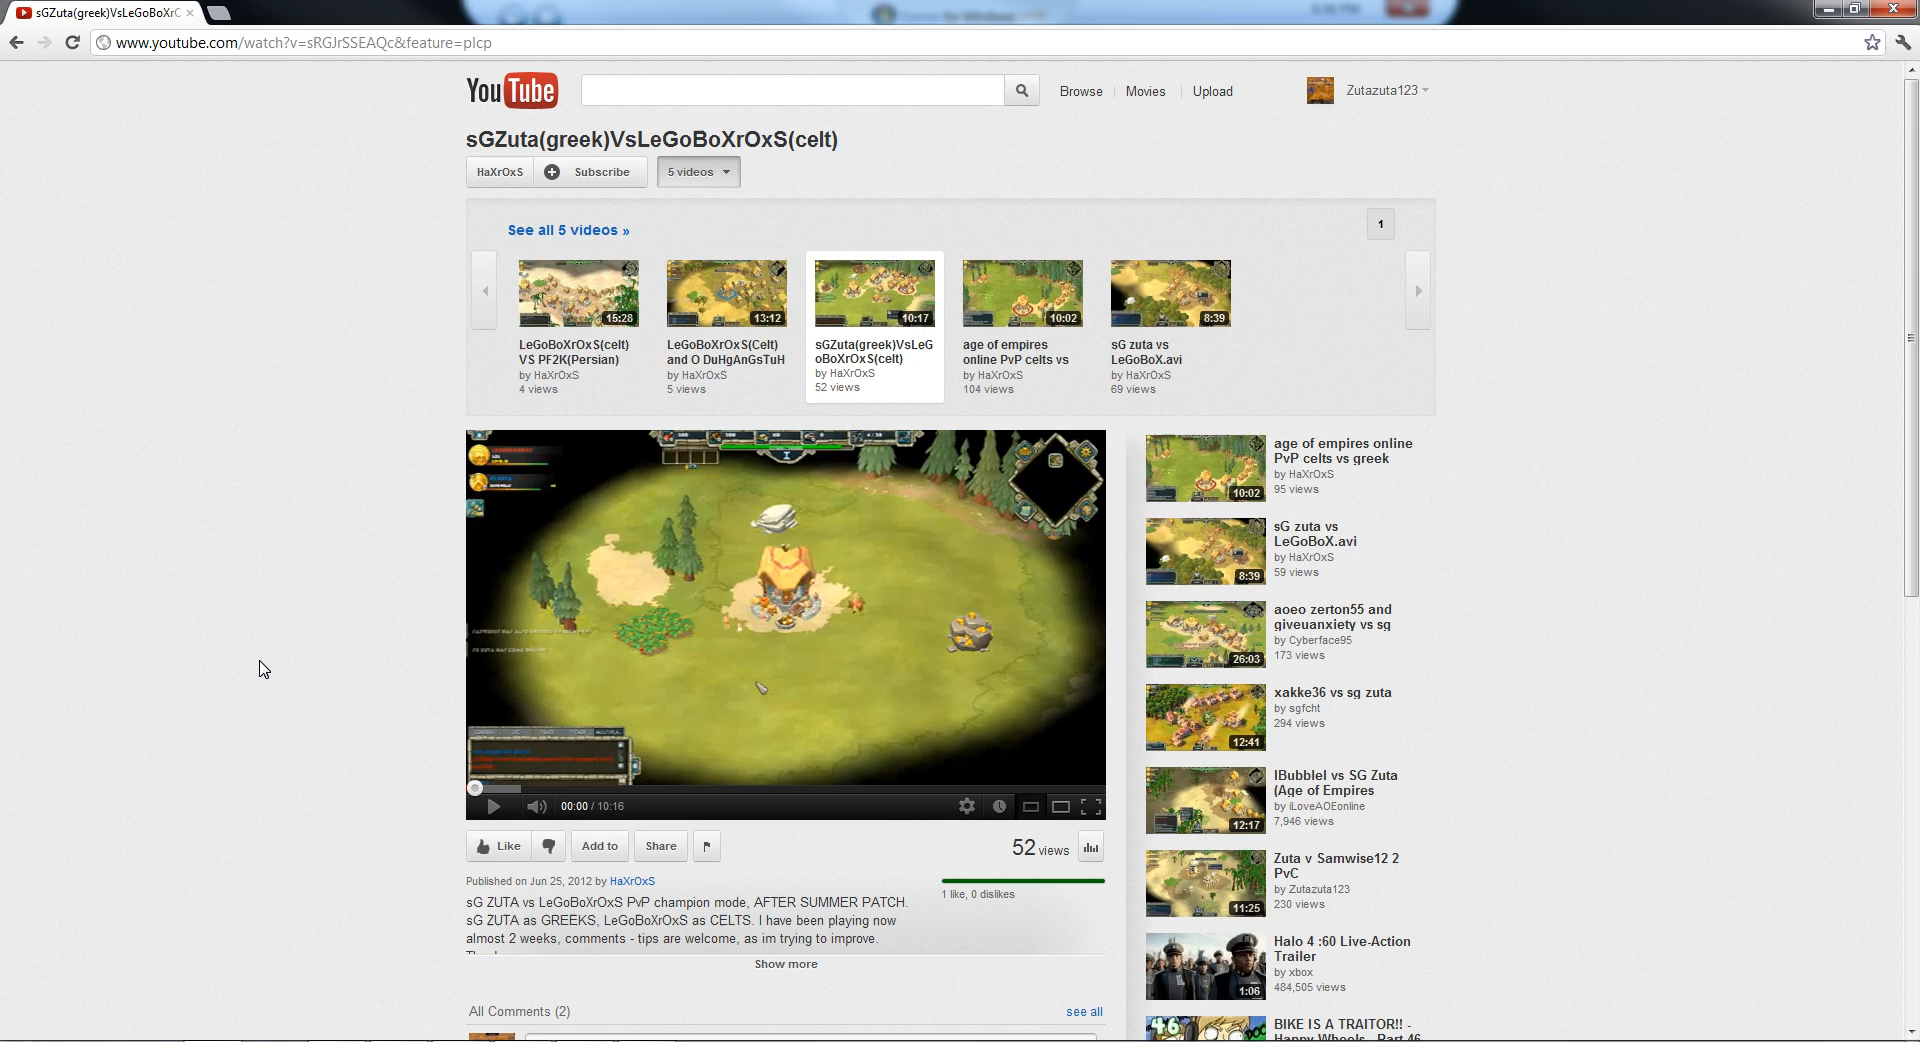 sGZuta(greek)VsLeGoBoXrO
www.youtube.com/watch?v=sRGJrSSEAQc&feature=plcp
YouTube
Browse
Movies
Upload
Zutazuta123
sGZuta(greek)VsLeGoBoXrOxS(celt)
HaXrOxS
Subscribe
5 videos
See all 5 videos »
1
15:28
LeGoBoXrOxS(celt)
VS PF2K(Persian)
by HaXrOxS
4 views
13:12
LeGoBoXrOxS(Celt)
and O DuHgAnGsTuH
by HaXrOxS
5 views
10:17
sGZuta(greek)VsLeG
oBoXrOxS(celt)
by HaXrOxS
52 views
10:02
age of empires
online PvP celts vs
by HaXrOxS
104 views
8:39
sG zuta vs
LeGoBoX.avi
by HaXrOxS
69 views
00:00 / 10:16
Like
Add to
Share
52 views
Published on Jun 25, 2012 by HaXrOxS
1 like, 0 dislikes
sG ZUTA vs LeGoBoXrOxS PvP champion mode, AFTER SUMMER PATCH.
sG ZUTA as GREEKS, LeGoBoXrOxS as CELTS. I have been playing now
almost 2 weeks, comments - tips are welcome, as im trying to improve.
Show more
All Comments (2)
see all
10:02
age of empires online
PvP celts vs greek
by HaXrOxS
95 views
8:39
sG zuta vs
LeGoBoX.avi
by HaXrOxS
59 views
26:03
aoeo zerton55 and
giveuanxiety vs sg
by Cyberface95
173 views
12:41
xakke36 vs sg zuta
by sgfcht
294 views
12:17
IBubbleI vs SG Zuta
(Age of Empires
by iLoveAOEonline
7,946 views
11:25
Zuta v Samwise12 2
PvC
by Zutazuta123
230 views
1:06
Halo 4 :60 Live-Action
Trailer
by xbox
484,505 views
46
BIKE IS A TRAITOR!! -
Happy Wheels - Part 46